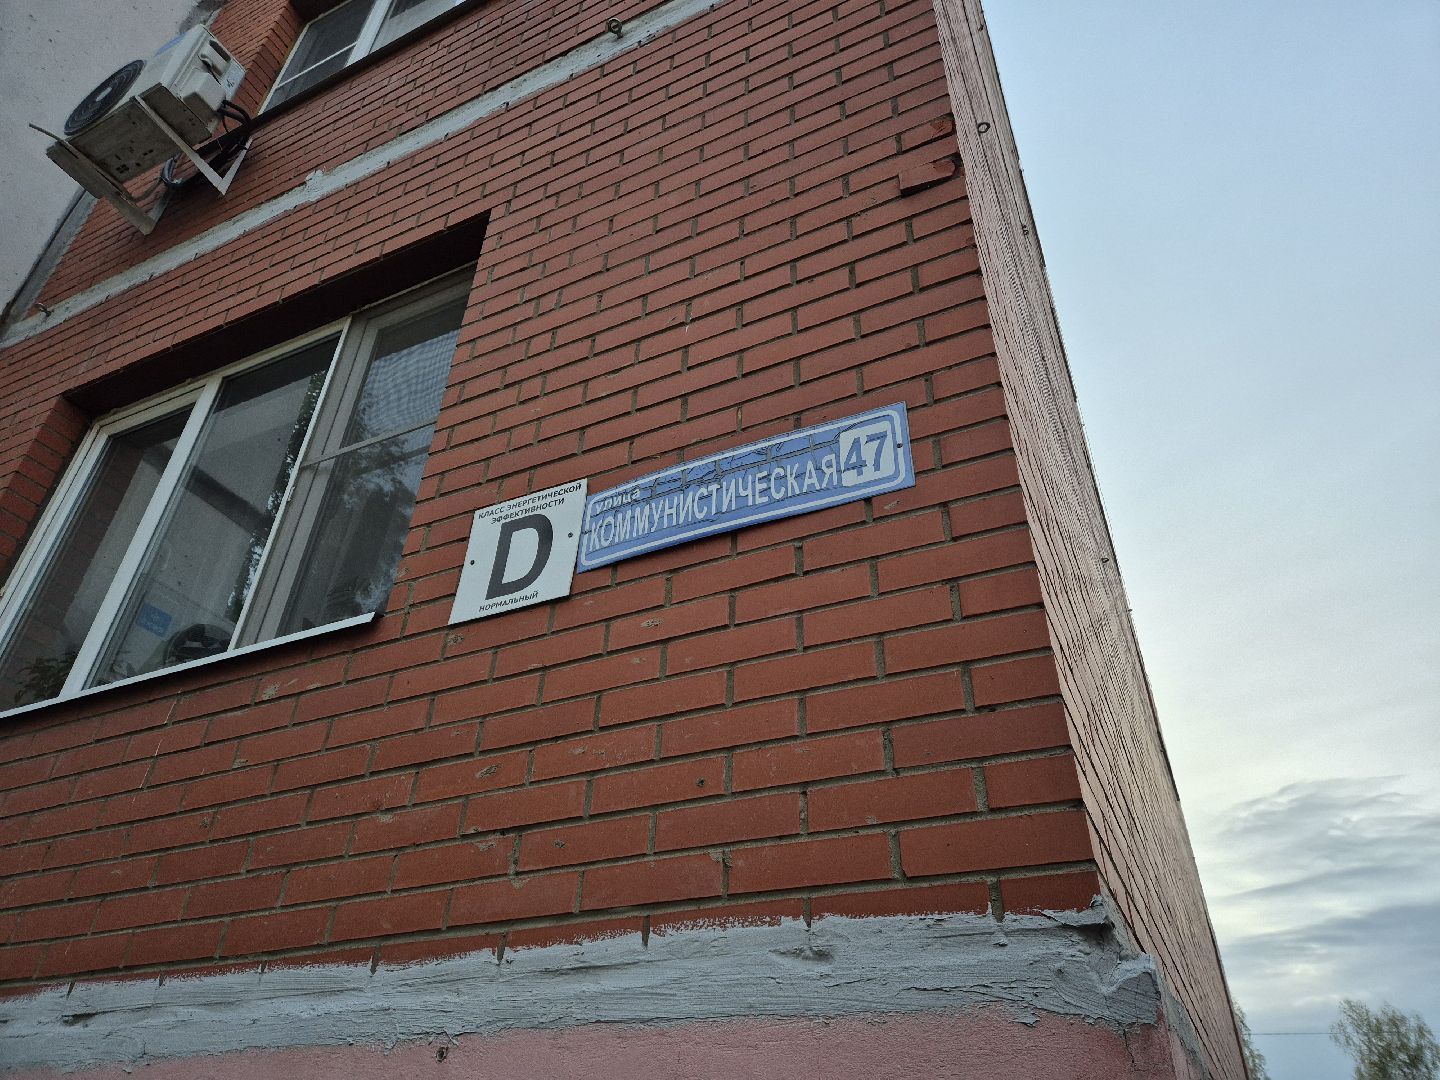 КЛАСС ЭНЕРГЕТИЧЕСКОЙ
ЭФФЕКТИВНОСТИ
D
НОРМАЛЬНЫЙ
улица
КОММУНИСТИЧЕСКАЯ
47